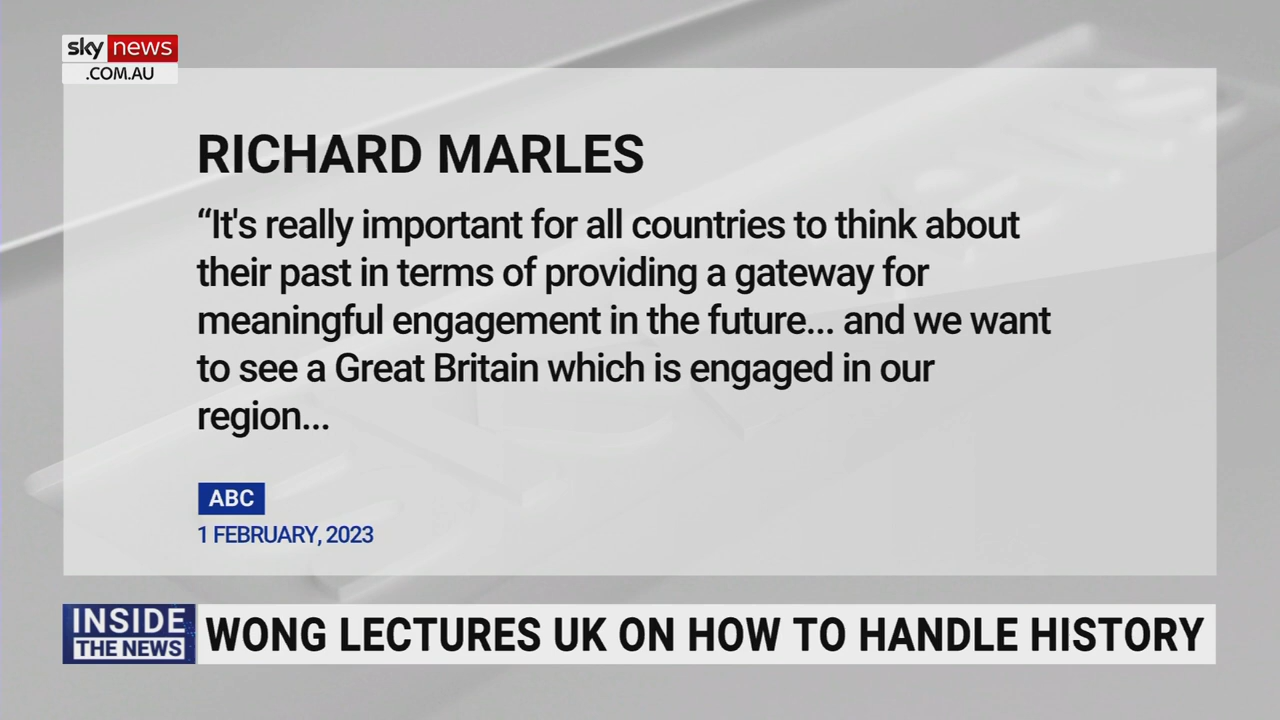 sky news
.COM.AU
RICHARD MARLES
“It's really important for all countries to think about
their past in terms of providing a gateway for
meaningful engagement in the future... and we want
to see a Great Britain which is engaged in our
region...
ABC
1 FEBRUARY, 2023
INSIDE
THE NEWS
WONG LECTURES UK ON HOW TO HANDLE HISTORY